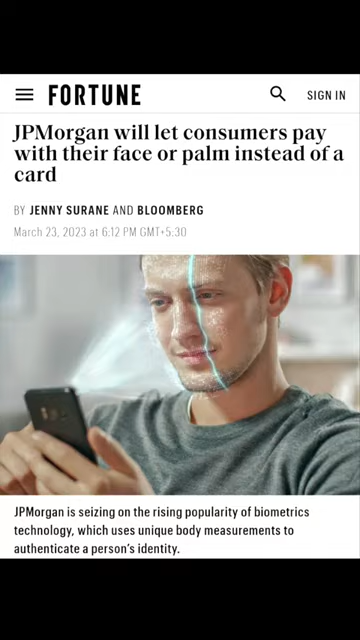 FORTUNE
SIGN IN
JPMorgan will let consumers pay
with their face or palm instead of a
card
BY JENNY SURANE AND BLOOMBERG
March 23, 2023 at 6:12 PM GMT+5:30
JPMorgan is seizing on the rising popularity of biometrics
technology, which uses unique body measurements to
authenticate a person's identity.